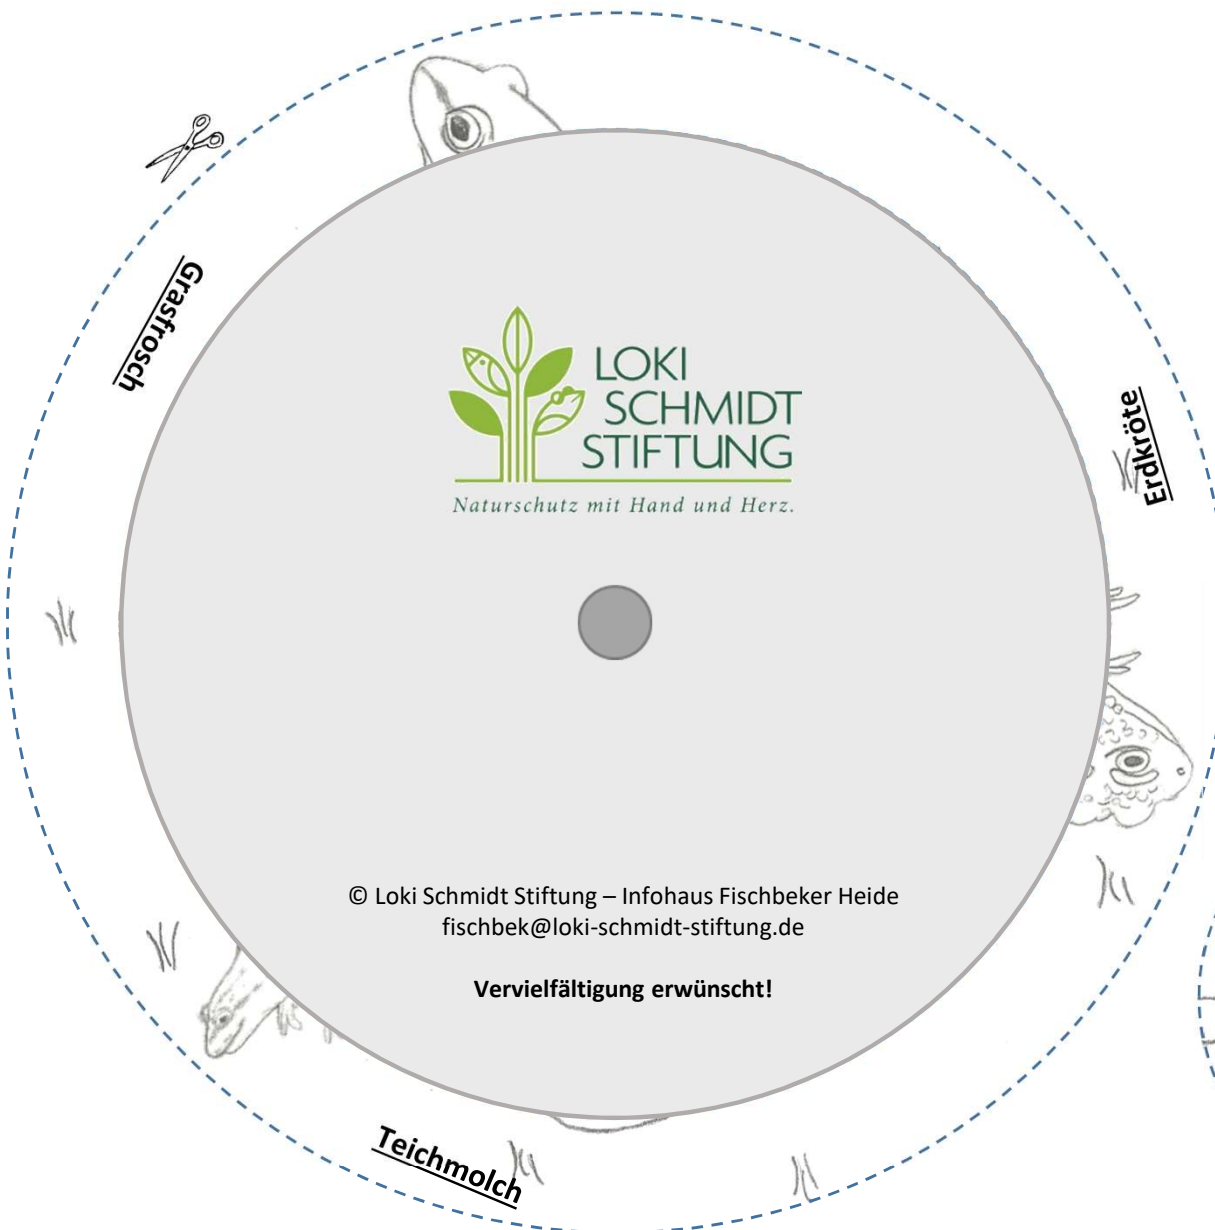 Grasfrosch
LOKI
SCHMIDT
STIFTUNG
Naturschutz mit Hand und Herz.
Erdkröte
© Loki Schmidt Stiftung – Infohaus Fischbeker Heide
fischbek@loki-schmidt-stiftung.de
Vervielfältigung erwünscht!
Teichmolch